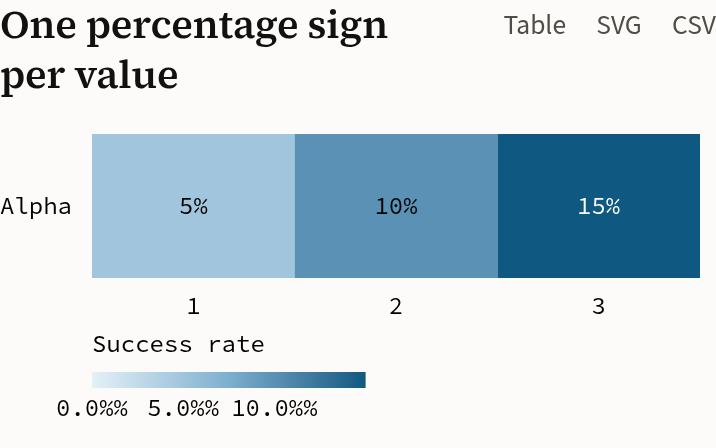 One percentage sign
per value
Table SVG CSV
Alpha 5% 10% 15%
1 2 3
Success rate
0.0%% 5.0%% 10.0%%